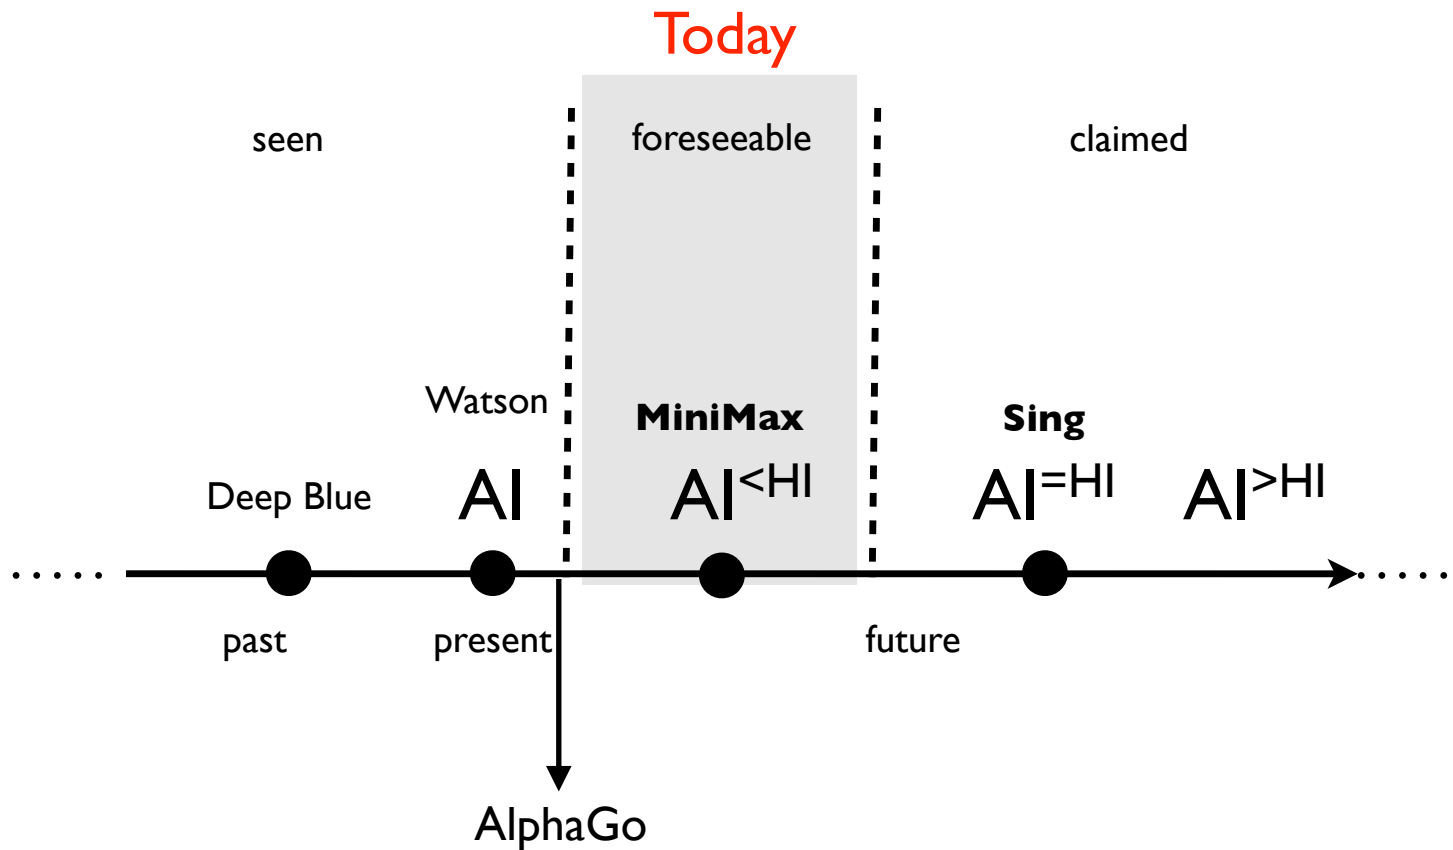 Today
seen foreseeable claimed
Watson MiniMax Sing
Deep Blue AI AI<HI AI=HI AI>HI
past present future
AlphaGo